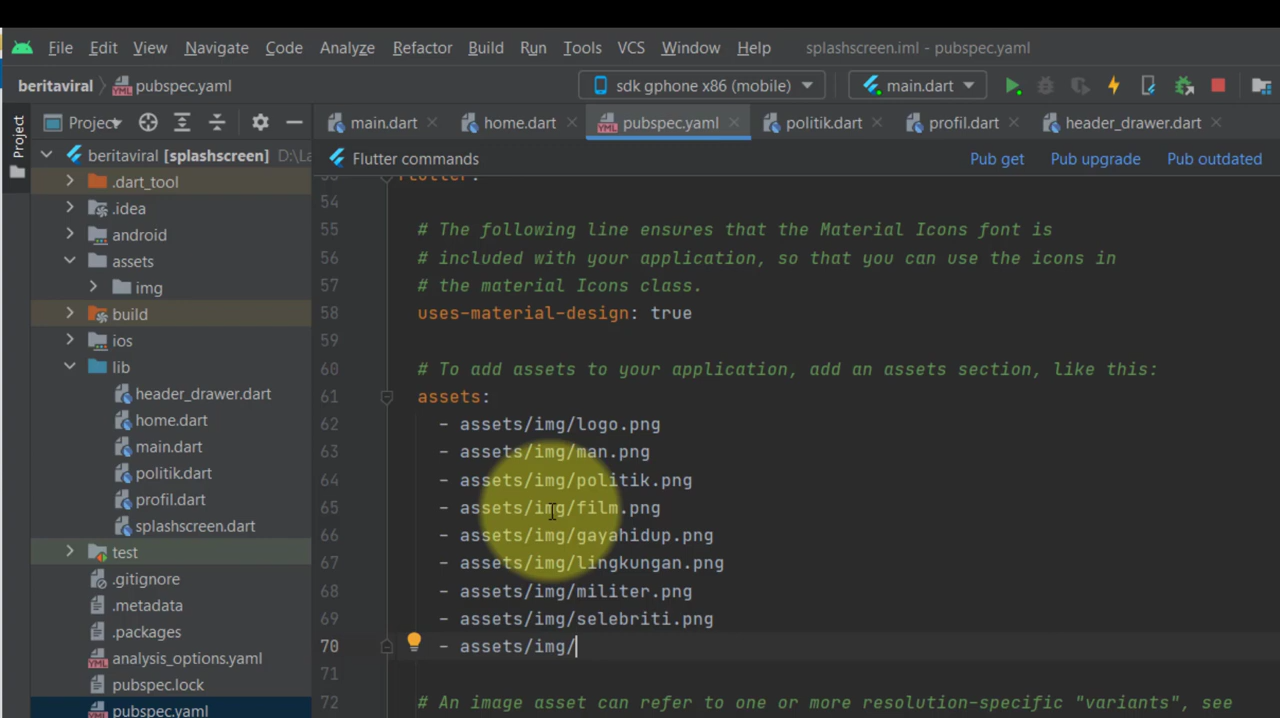 File Edit View Navigate Code Analyze Refactor Build Run Tools VCS Window Help splashscreen.iml - pubspec.yaml
beritaviral pubspec.yaml sdk gphone x86 (mobile) main.dart
Project
Project main.dart home.dart pubspec.yaml politik.dart profil.dart header_drawer.dart
beritaviral [splashscreen] D:\La
Flutter commands Pub get Pub upgrade Pub outdated
.dart_tool
.idea
android
assets
img
build
ios
lib
header_drawer.dart
home.dart
main.dart
politik.dart
profil.dart
splashscreen.dart
test
.gitignore
.metadata
.packages
analysis_options.yaml
pubspec.lock
pubspec.yaml
53 flutter:
54
55 # The following line ensures that the Material Icons font is
56 # included with your application, so that you can use the icons in
57 # the material Icons class.
58 uses-material-design: true
59
60 # To add assets to your application, add an assets section, like this:
61 assets:
62 - assets/img/logo.png
63 - assets/img/man.png
64 - assets/img/politik.png
65 - assets/img/film.png
66 - assets/img/gayahidup.png
67 - assets/img/lingkungan.png
68 - assets/img/militer.png
69 - assets/img/selebriti.png
70 - assets/img/
71
72 # An image asset can refer to one or more resolution-specific "variants", see